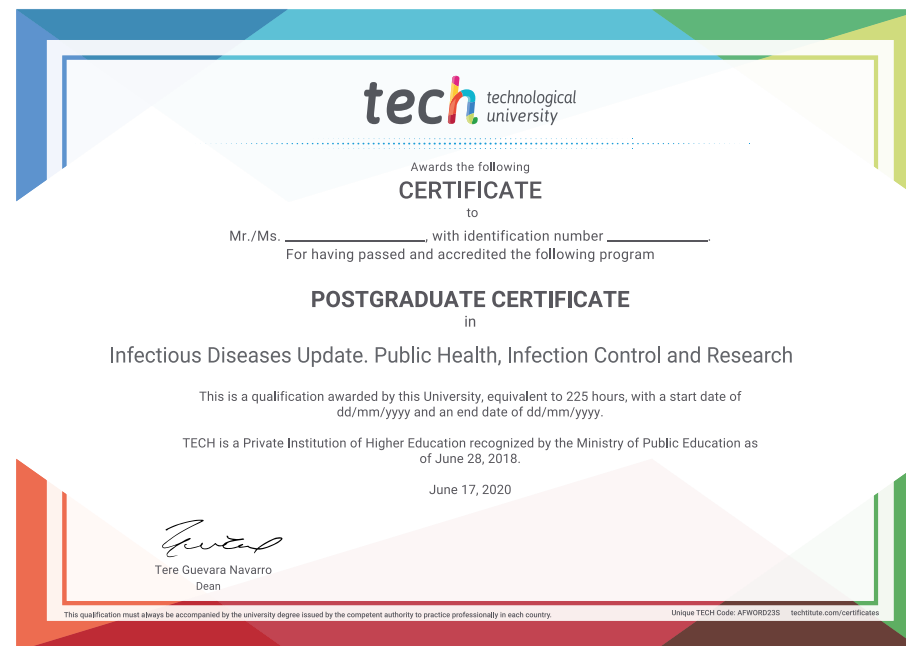 tech technological
university
Awards the following
CERTIFICATE
to
Mr./Ms. ____________, with identification number ____________.
For having passed and accredited the following program
POSTGRADUATE CERTIFICATE
in
Infectious Diseases Update. Public Health, Infection Control and Research
This is a qualification awarded by this University, equivalent to 225 hours, with a start date of
dd/mm/yyyy and an end date of dd/mm/yyyy.
TECH is a Private Institution of Higher Education recognized by the Ministry of Public Education as
of June 28, 2018.
June 17, 2020
Tere Guevara Navarro
Dean
This qualification must always be accompanied by the university degree issued by the competent authority to practice professionally in each country.
Unique TECH Code: AFWORD23S techtitute.com/certificates